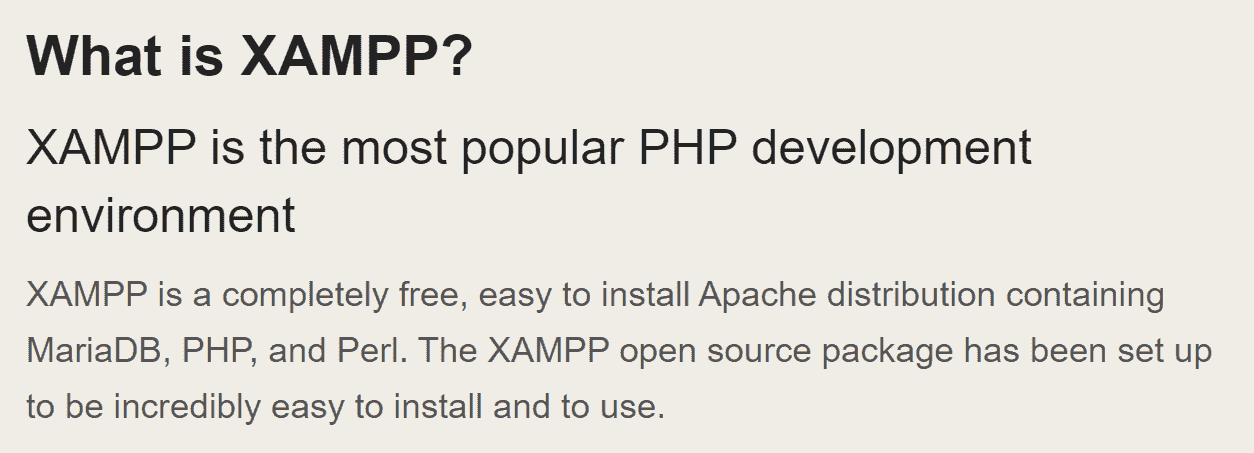 What is XAMPP?
XAMPP is the most popular PHP development
environment
XAMPP is a completely free, easy to install Apache distribution containing
MariaDB, PHP, and Perl. The XAMPP open source package has been set up
to be incredibly easy to install and to use.